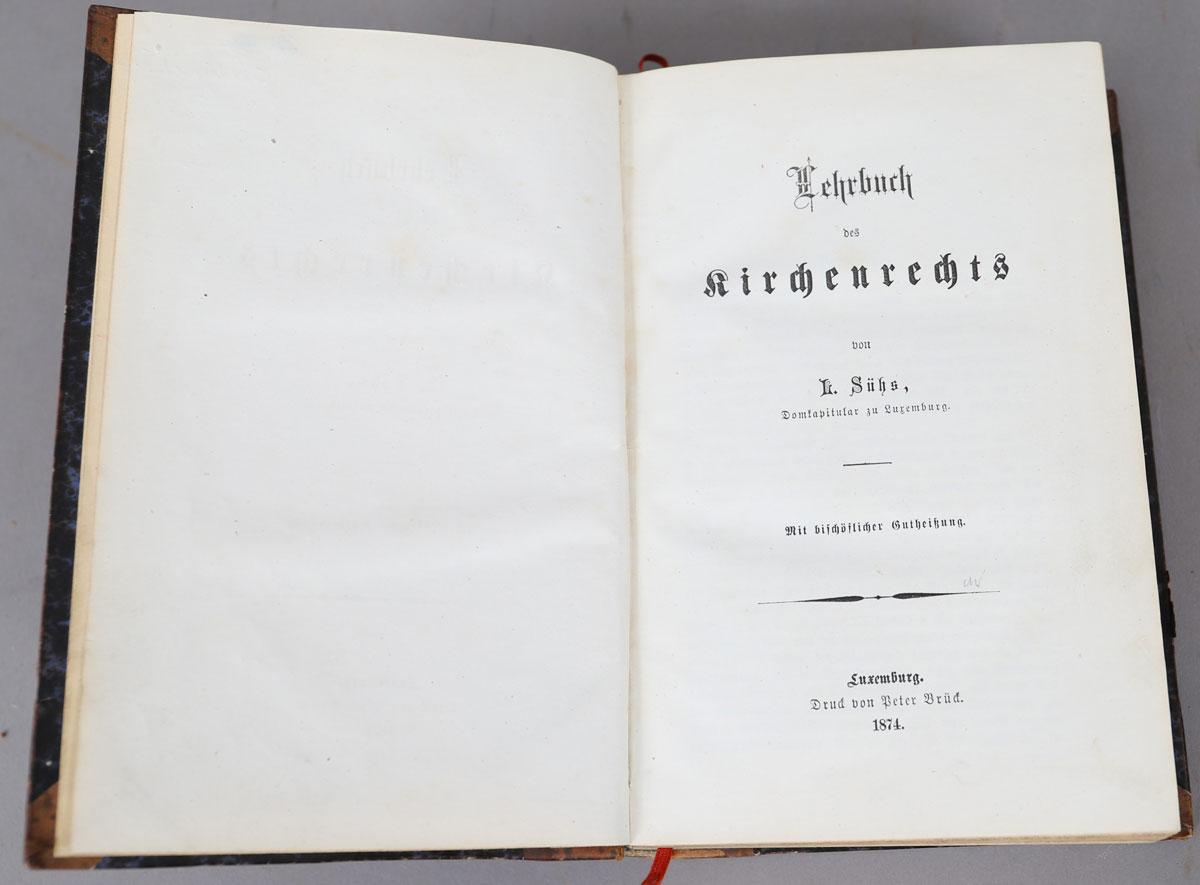 Lehrbuch
des
Kirchenrechts
von
L. Sühs,
Domkapitular zu Luxemburg.
Mit bischöflicher Gutheißung.
Luxemburg.
Druck von Peter Brück.
1874.